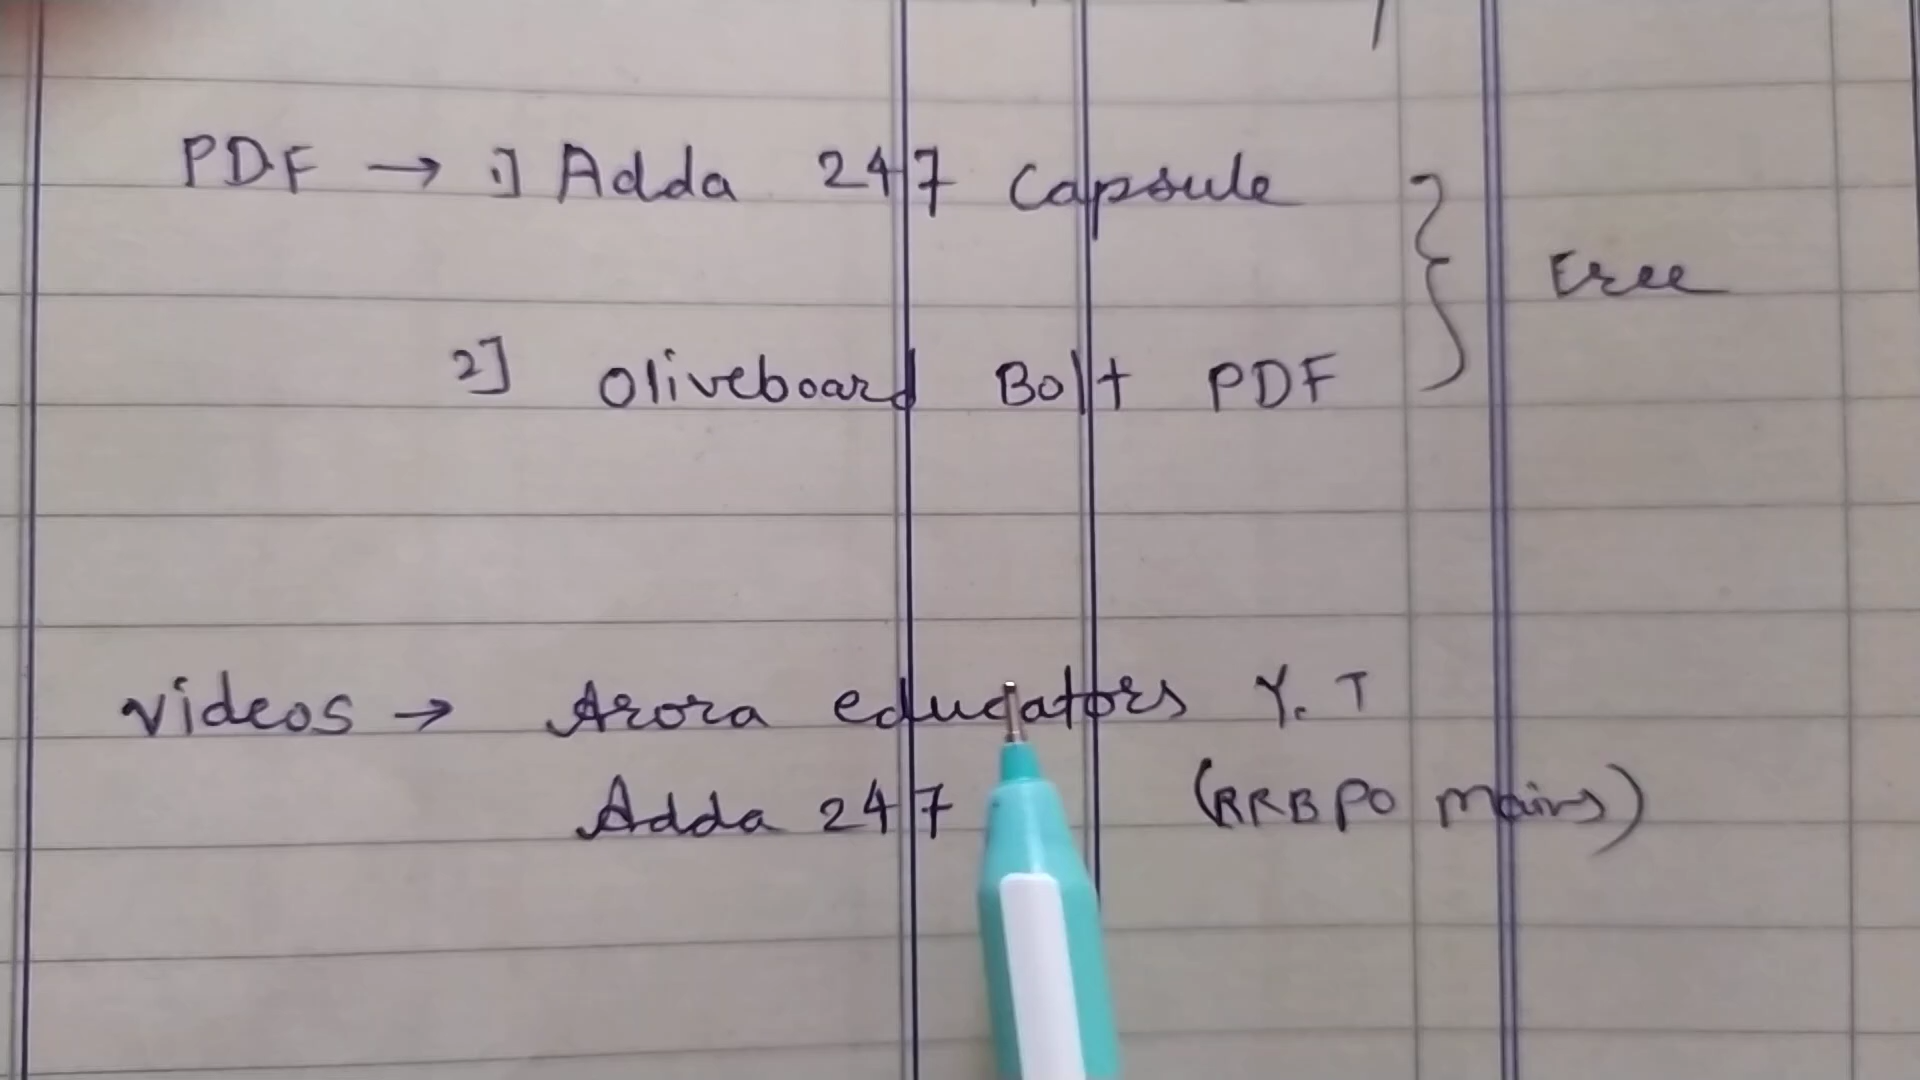 PDF → 1] Adda 247 Capsule
Free
2] Oliveboard Bolt PDF
videos → Arora educators Y.T
Adda 247 (RRB PO mains)